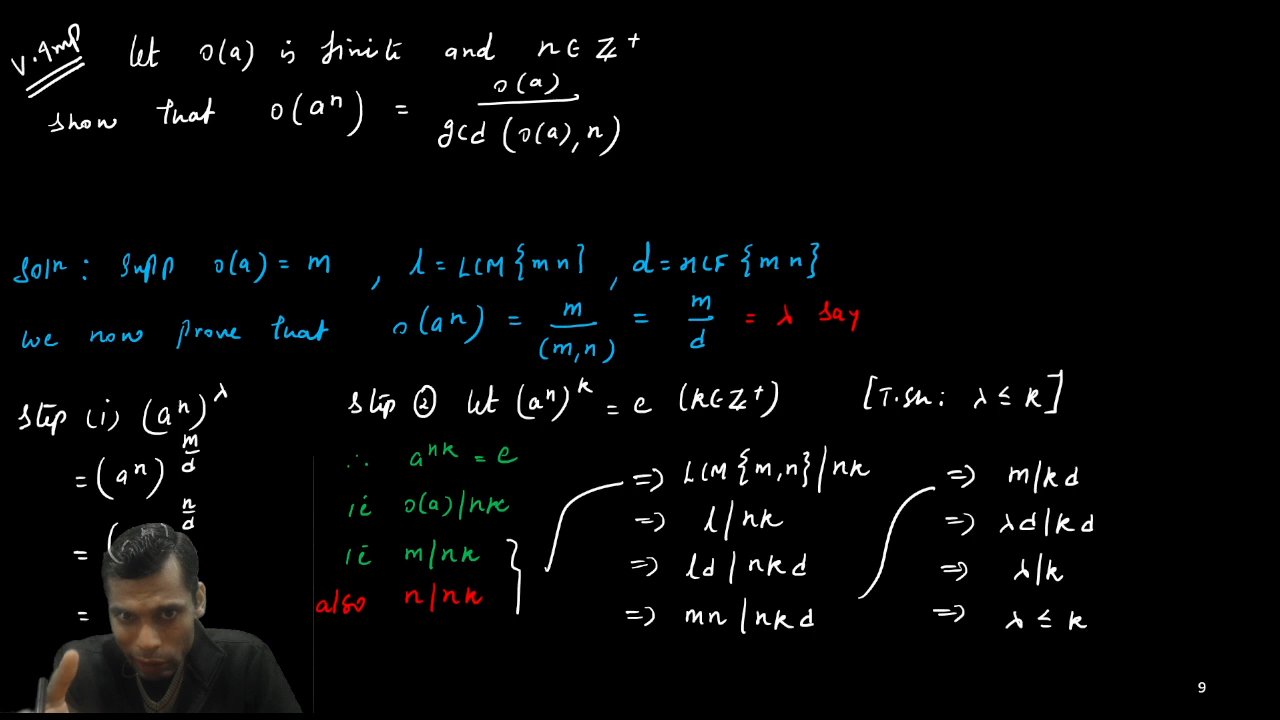 V. Imp Let o(a) is finite and n ∈ Z⁺
show that o(aⁿ) = o(a) / gcd (o(a), n)
Solⁿ : Supp o(a) = m , l = LCM {m n} , d = HCF {m n}
we now prove that o(aⁿ) = m / (m, n) = m / d = λ say
Step (i) (aⁿ)^λ
= (aⁿ)^(m/d)
= ( n/d
=
Step ② let (aⁿ)^k = e (k ∈ Z⁺) [T.Sh : λ ≤ k]
∴ a^(nk) = e
ie o(a) | nk
ie m | nk
also n | nk
⇒ LCM {m, n} | nk
⇒ l | nk
⇒ ld | nkd
⇒ mn | nkd
⇒ m | kd
⇒ λd | kd
⇒ λ | k
⇒ λ ≤ k
9